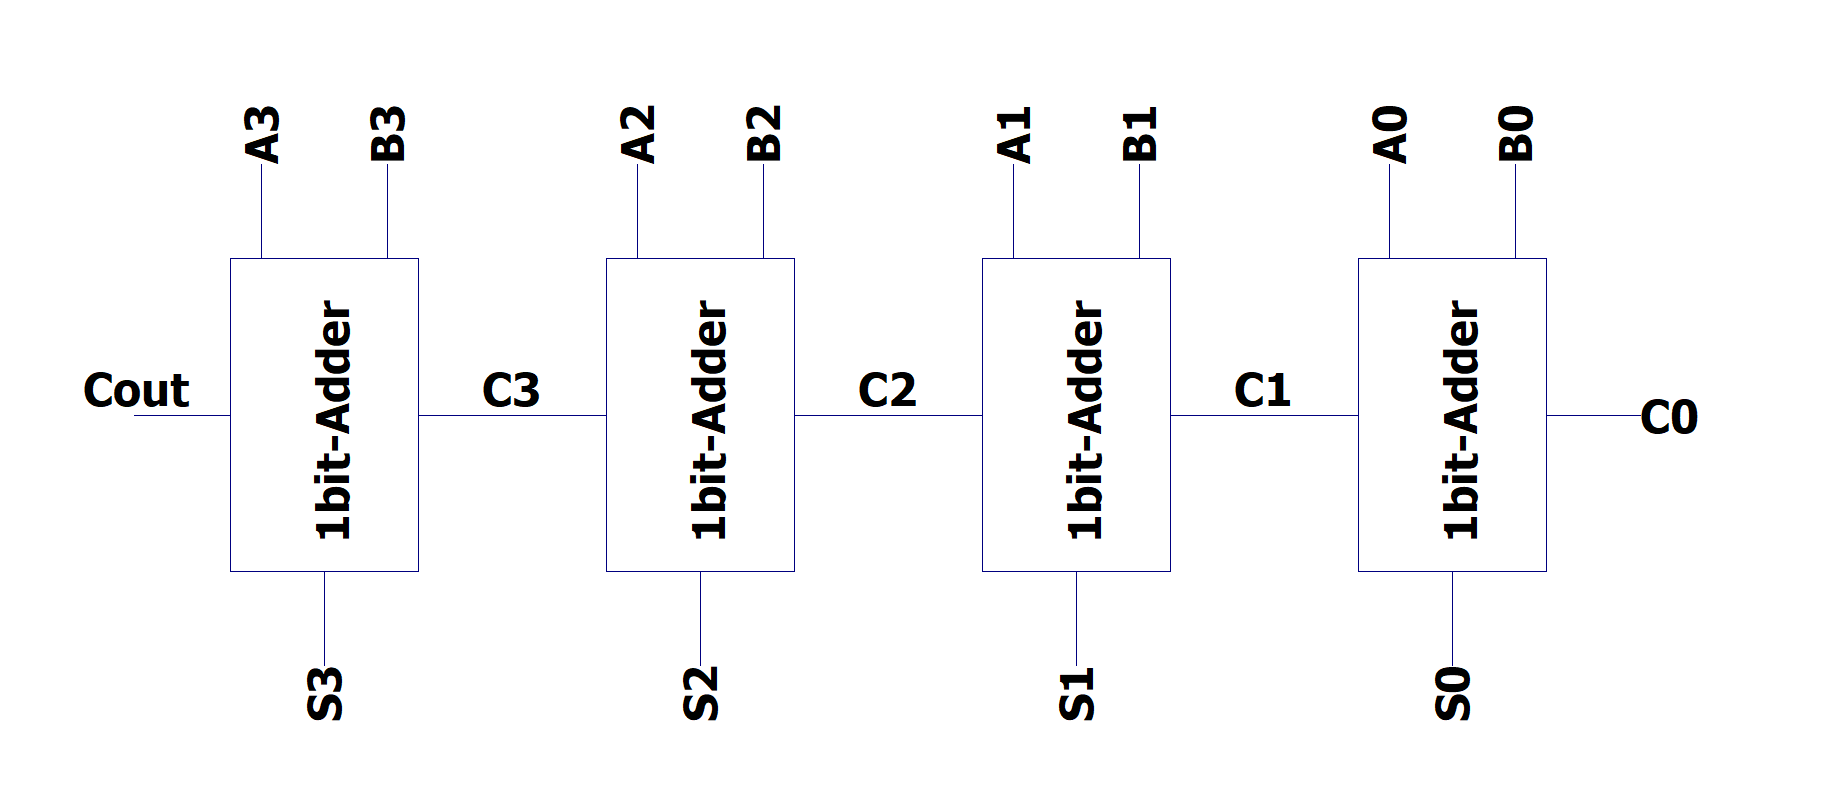 A3 B3 A2 B2 A1 B1 A0 B0
1bit-Adder 1bit-Adder 1bit-Adder 1bit-Adder
Cout C3 C2 C1 C0
S3 S2 S1 S0